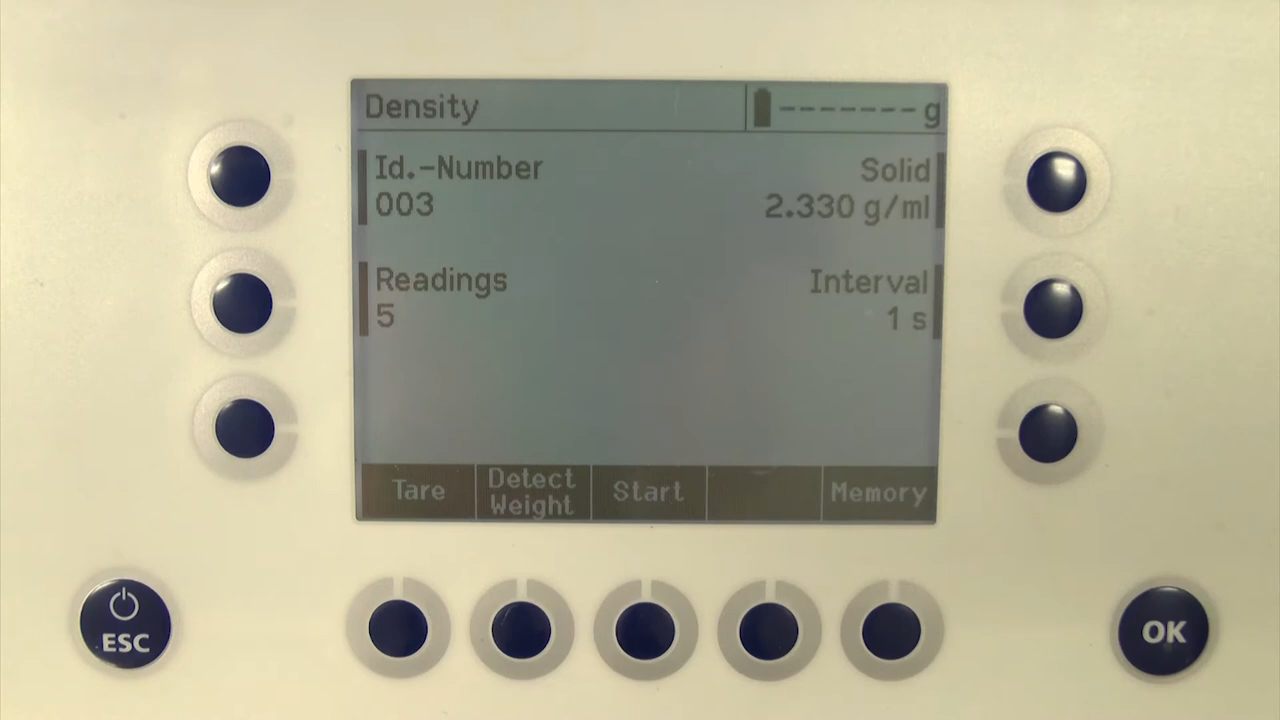 Density
------- g
Id.-Number
003
Solid
2.330 g/ml
Readings
5
Interval
1 s
Tare
Detect
Weight
Start
Memory
ESC
OK